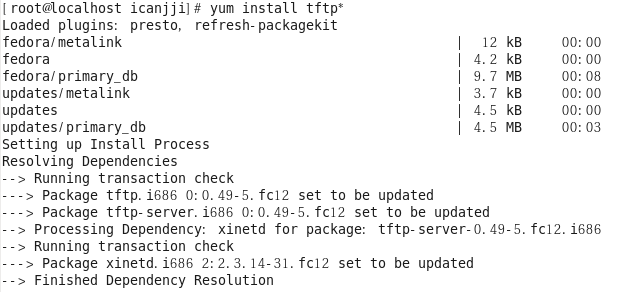 [root@localhost icanjji]# yum install tftp*
Loaded plugins: presto, refresh-packagekit
fedora/metalink | 12 kB 00:00
fedora | 4.2 kB 00:00
fedora/primary_db | 9.7 MB 00:08
updates/metalink | 3.7 kB 00:00
updates | 4.5 kB 00:00
updates/primary_db | 4.5 MB 00:03
Setting up Install Process
Resolving Dependencies
--> Running transaction check
---> Package tftp.i686 0:0.49-5.fc12 set to be updated
---> Package tftp-server.i686 0:0.49-5.fc12 set to be updated
--> Processing Dependency: xinetd for package: tftp-server-0.49-5.fc12.i686
--> Running transaction check
---> Package xinetd.i686 2:2.3.14-31.fc12 set to be updated
--> Finished Dependency Resolution